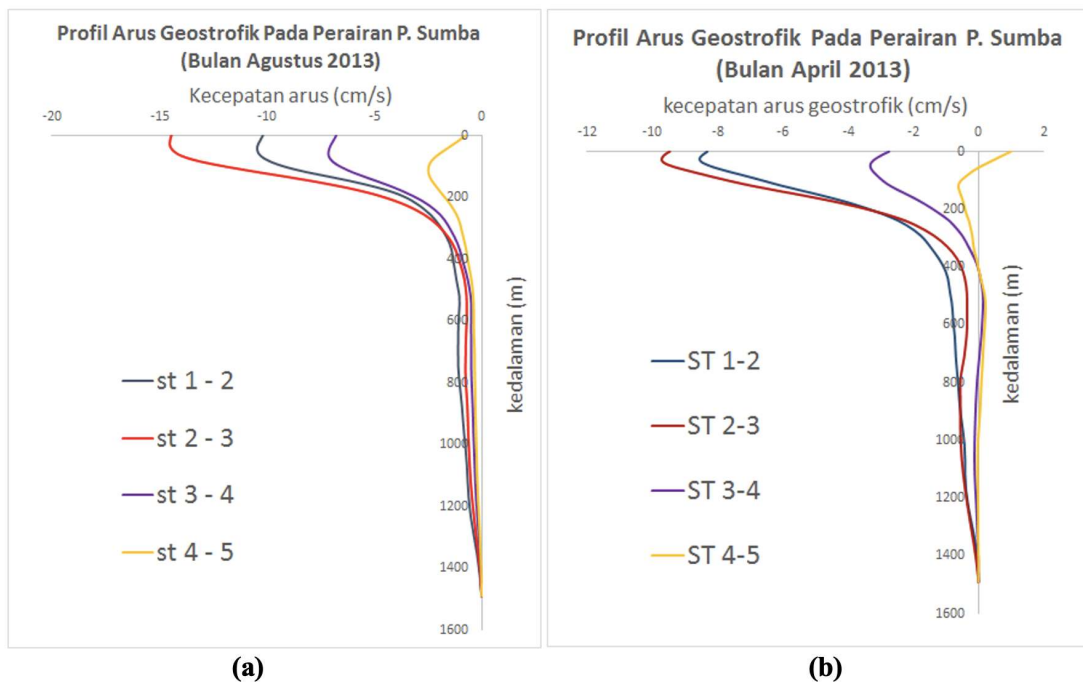 Profil Arus Geostrofik Pada Perairan P. Sumba
(Bulan Agustus 2013)
Kecepatan arus (cm/s)
-20 -15 -10 -5 0
0
200
400
600
800
1000
1200
1400
1600
kedalaman (m)
st 1 - 2
st 2 - 3
st 3 - 4
st 4 - 5
(a)
Profil Arus Geostrofik Pada Perairan P. Sumba
(Bulan April 2013)
kecepatan arus geostrofik (cm/s)
-12 -10 -8 -6 -4 -2 0 2
0
200
400
600
800
1000
1200
1400
1600
kedalaman (m)
ST 1-2
ST 2-3
ST 3-4
ST 4-5
(b)